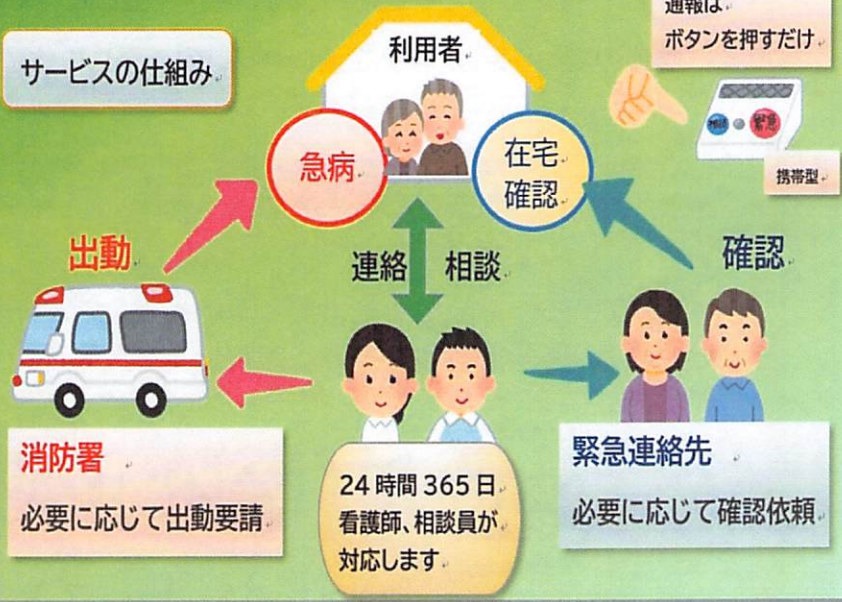 通報は
ボタンを押すだけ
サービスの仕組み
利用者
急病
在宅
確認
緊急
携帯型
出動
連絡
相談
確認
消防署
必要に応じて出動要請
24時間365日
看護師、相談員が
対応します
緊急連絡先
必要に応じて確認依頼